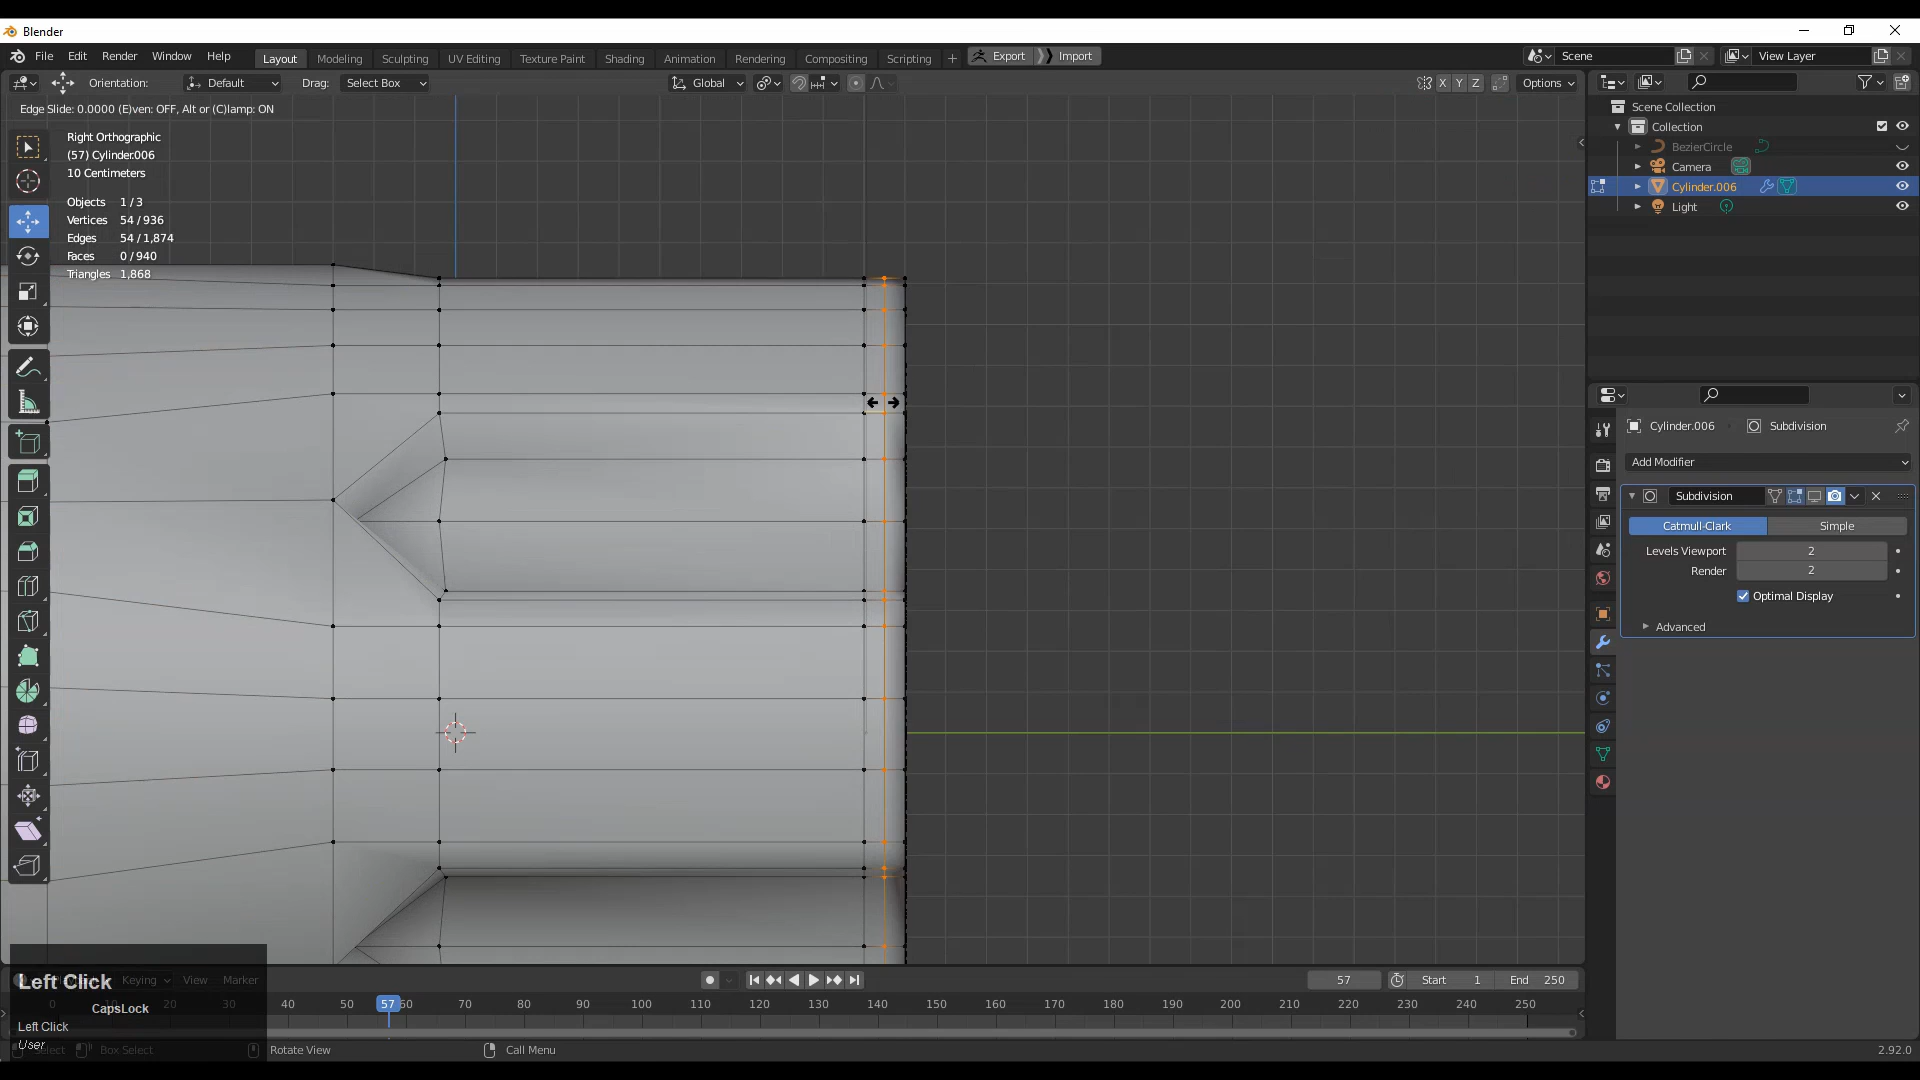 Blender
File Edit Render Window Help Layout Modeling Sculpting UV Editing Texture Paint Shading Animation Rendering Compositing Scripting + Export Import Scene View Layer
Orientation: Default Drag: Select Box Global X Y Z Options
Edge Slide: 0.0000 (E)ven: OFF, Alt or (C)lamp: ON
Right Orthographic
(57) Cylinder.006
10 Centimeters
Objects 1 / 3
Vertices 54 / 936
Edges 54 / 1,874
Faces 0 / 940
Triangles 1,868
Scene Collection
Collection
BezierCircle
Camera
Cylinder.006
Light
Cylinder.006 Subdivision
Add Modifier
Subdivision
Catmull-Clark Simple
Levels Viewport 2
Render 2
Optimal Display
Advanced
Keying View Marker 57 Start 1 End 250
0 20 30 40 50 57 60 70 80 90 100 110 120 130 140 150 160 170 180 190 200 210 220 230 240 250
Left Click
CapsLock
Left Click
User
Select Box Select Rotate View Call Menu 2.92.0